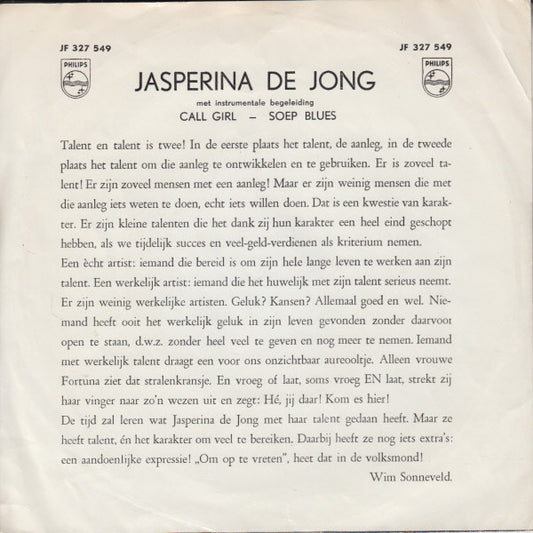 JF 327 549 JF 327 549
PHILIPS PHILIPS
JASPERINA DE JONG
met instrumentale begeleiding
CALL GIRL – SOEP BLUES
Talent en talent is twee! In de eerste plaats het talent, de aanleg, in de tweede
plaats het talent om die aanleg te ontwikkelen en te gebruiken. Er is zoveel ta-
lent! Er zijn zoveel mensen met een aanleg! Maar er zijn weinig mensen die met
die aanleg iets weten te doen, echt iets willen doen. Dat is een kwestie van karak-
ter. Er zijn kleine talenten die het dank zij hun karakter een heel eind geschopt
hebben, als we tijdelijk succes en veel-geld-verdienen als kriterium nemen.
Een ècht artist: iemand die bereid is om zijn hele lange leven te werken aan zijn
talent. Een werkelijk artist: iemand die het huwelijk met zijn talent serieus neemt.
Er zijn weinig werkelijke artisten. Geluk? Kansen? Allemaal goed en wel. Nie-
mand heeft ooit het werkelijk geluk in zijn leven gevonden zonder daarvoor
open te staan, d.w.z. zonder heel veel te geven en nog meer te nemen. Iemand
met werkelijk talent draagt een voor ons onzichtbaar aureooltje. Alleen vrouwe
Fortuna ziet dat stralenkransje. En vroeg of laat, soms vroeg EN laat, strekt zij
haar vinger naar zo'n wezen uit en zegt: Hé, jij daar! Kom es hier!
De tijd zal leren wat Jasperina de Jong met haar talent gedaan heeft. Maar ze
heeft talent, én het karakter om veel te bereiken. Daarbij heeft ze nog iets extra's:
een aandoenlijke expressie! „Om op te vreten", heet dat in de volksmond!
Wim Sonneveld.